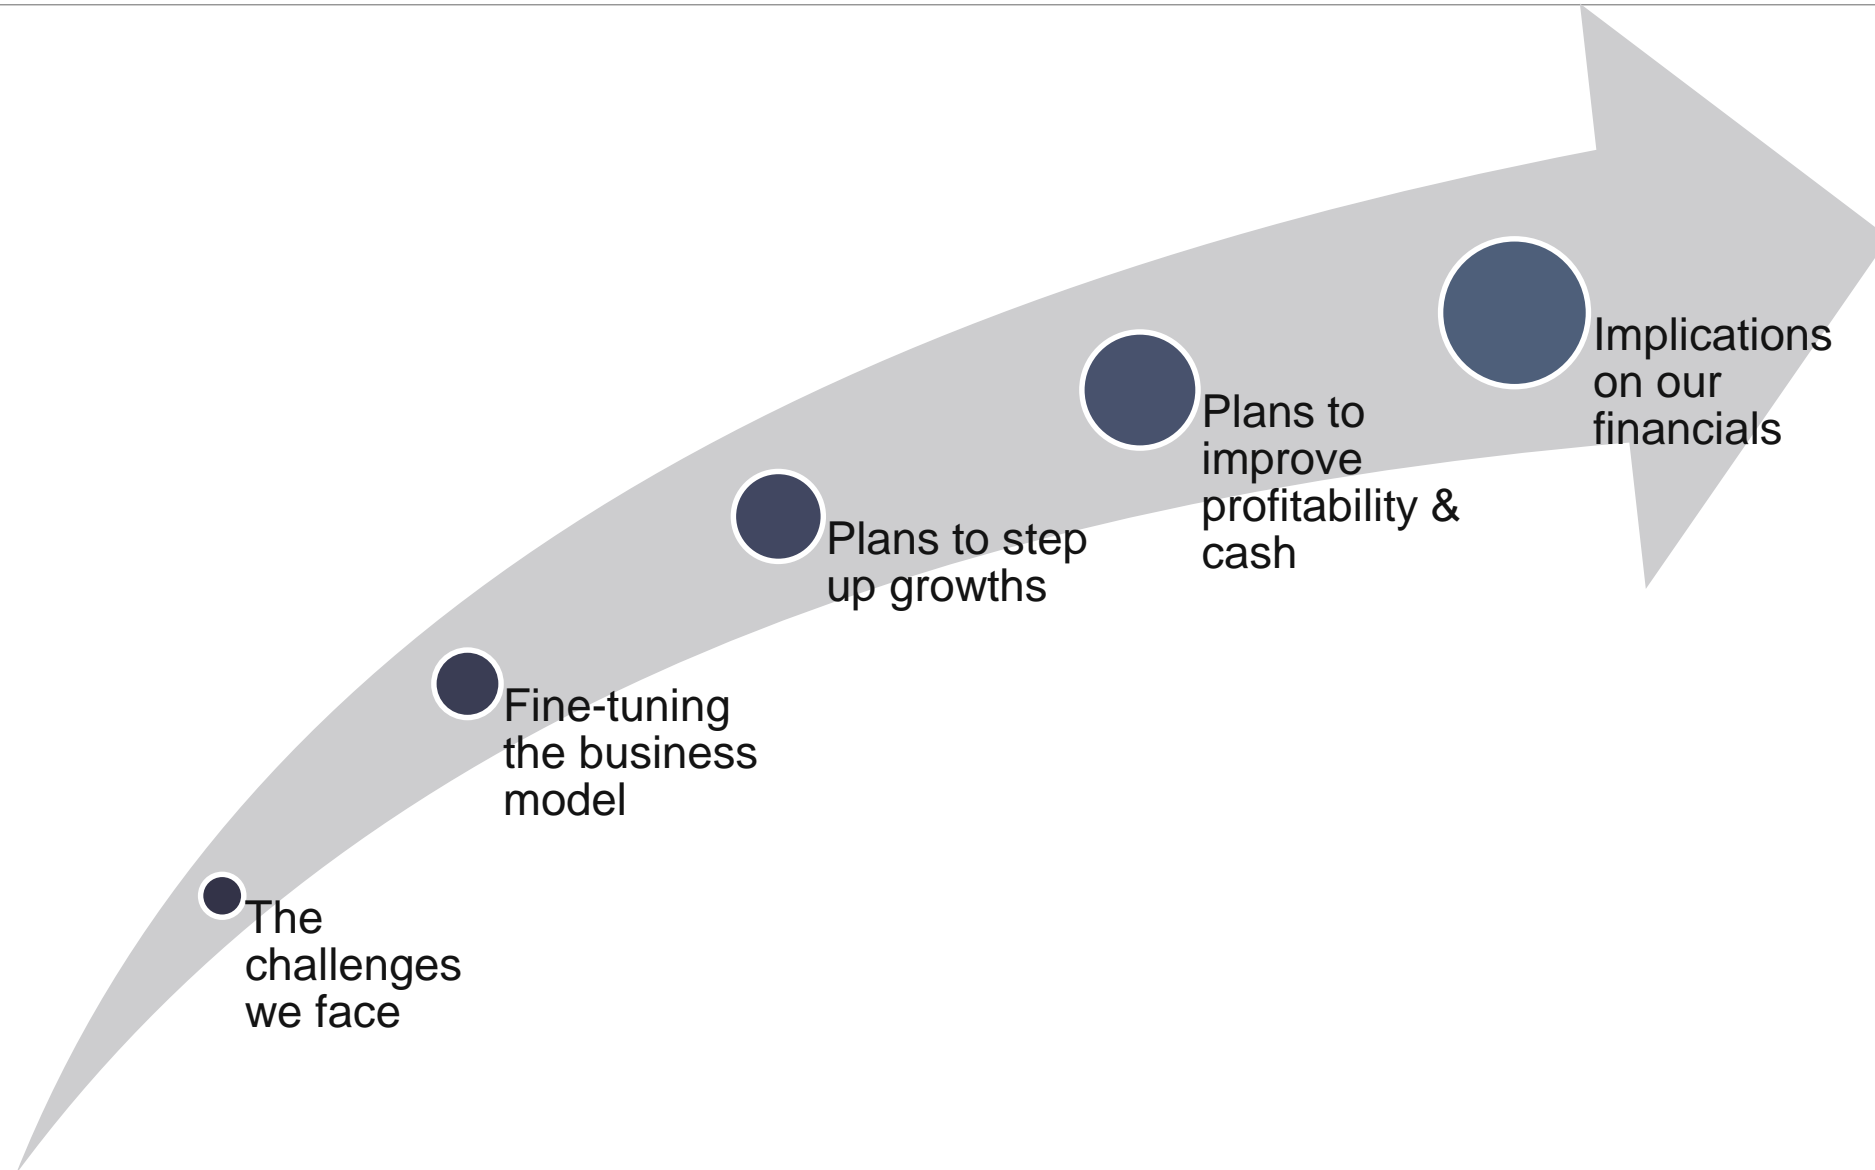 The
challenges
we face
Fine-tuning
the business
model
Plans to step
up growths
Plans to
improve
profitability &
cash
Implications
on our
financials